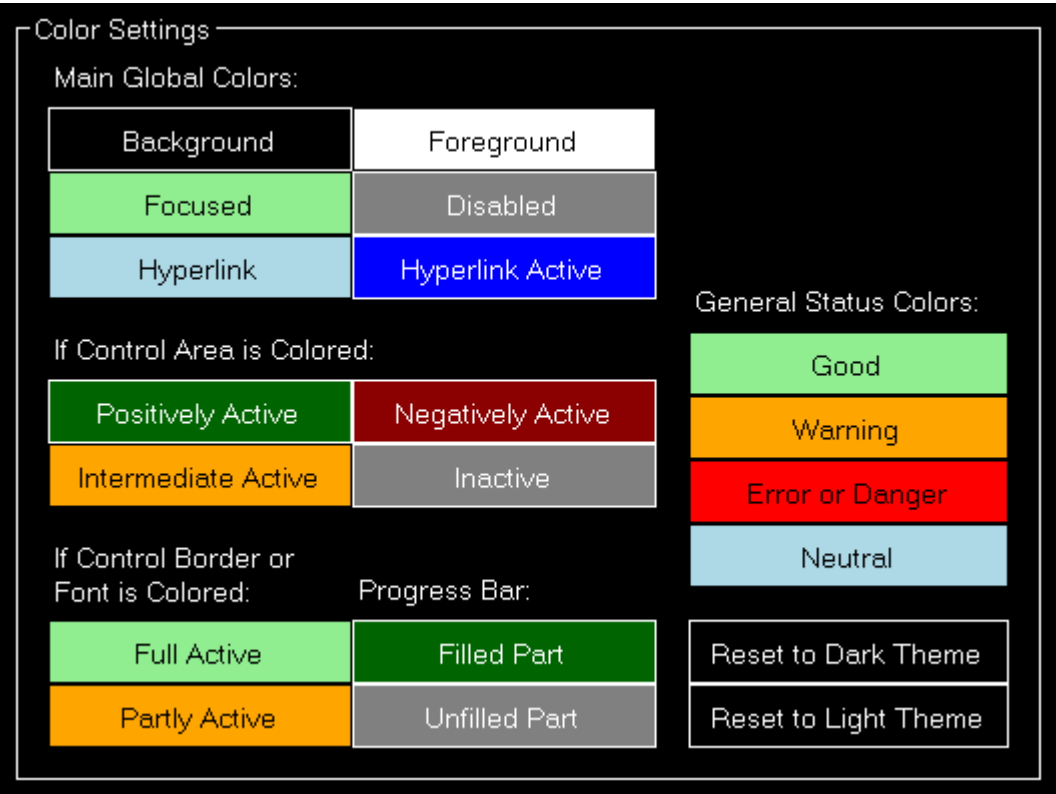 Color Settings
Main Global Colors:
Background
Foreground
Focused
Disabled
Hyperlink
Hyperlink Active
If Control Area is Colored:
Positively Active
Negatively Active
Intermediate Active
Inactive
If Control Border or
Font is Colored:
Full Active
Partly Active
Progress Bar:
Filled Part
Unfilled Part
General Status Colors:
Good
Warning
Error or Danger
Neutral
Reset to Dark Theme
Reset to Light Theme